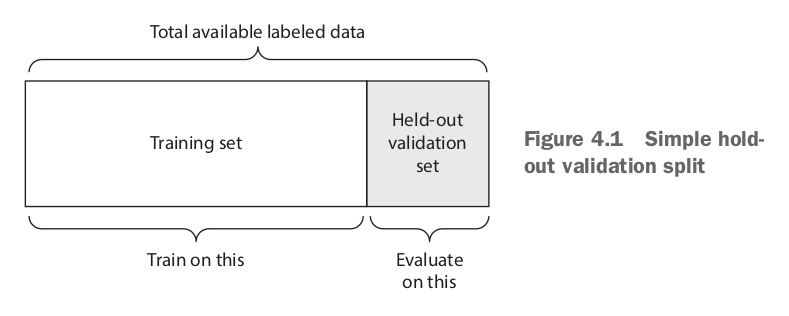 Total available labeled data
Training set
Held-out
validation
set
Train on this
Evaluate
on this
Figure 4.1 Simple hold-
out validation split